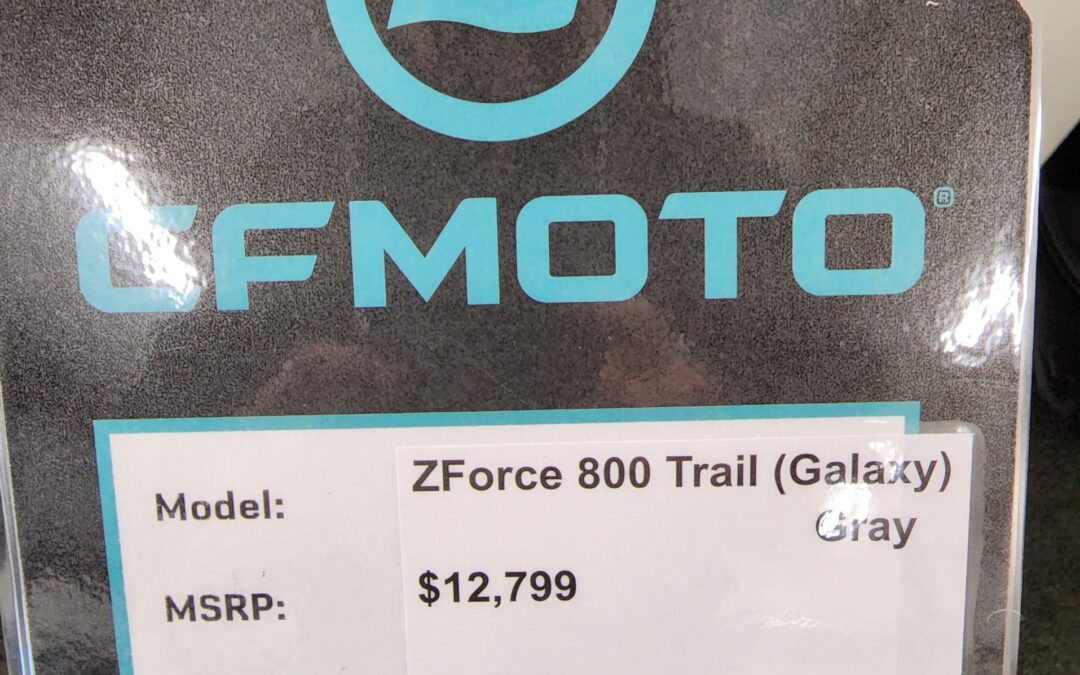 CFMOTO®
Model: ZForce 800 Trail (Galaxy)
Gray
MSRP: $12,799